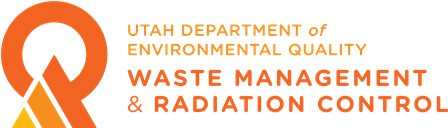 UTAH DEPARTMENT of
ENVIRONMENTAL QUALITY
WASTE MANAGEMENT
& RADIATION CONTROL